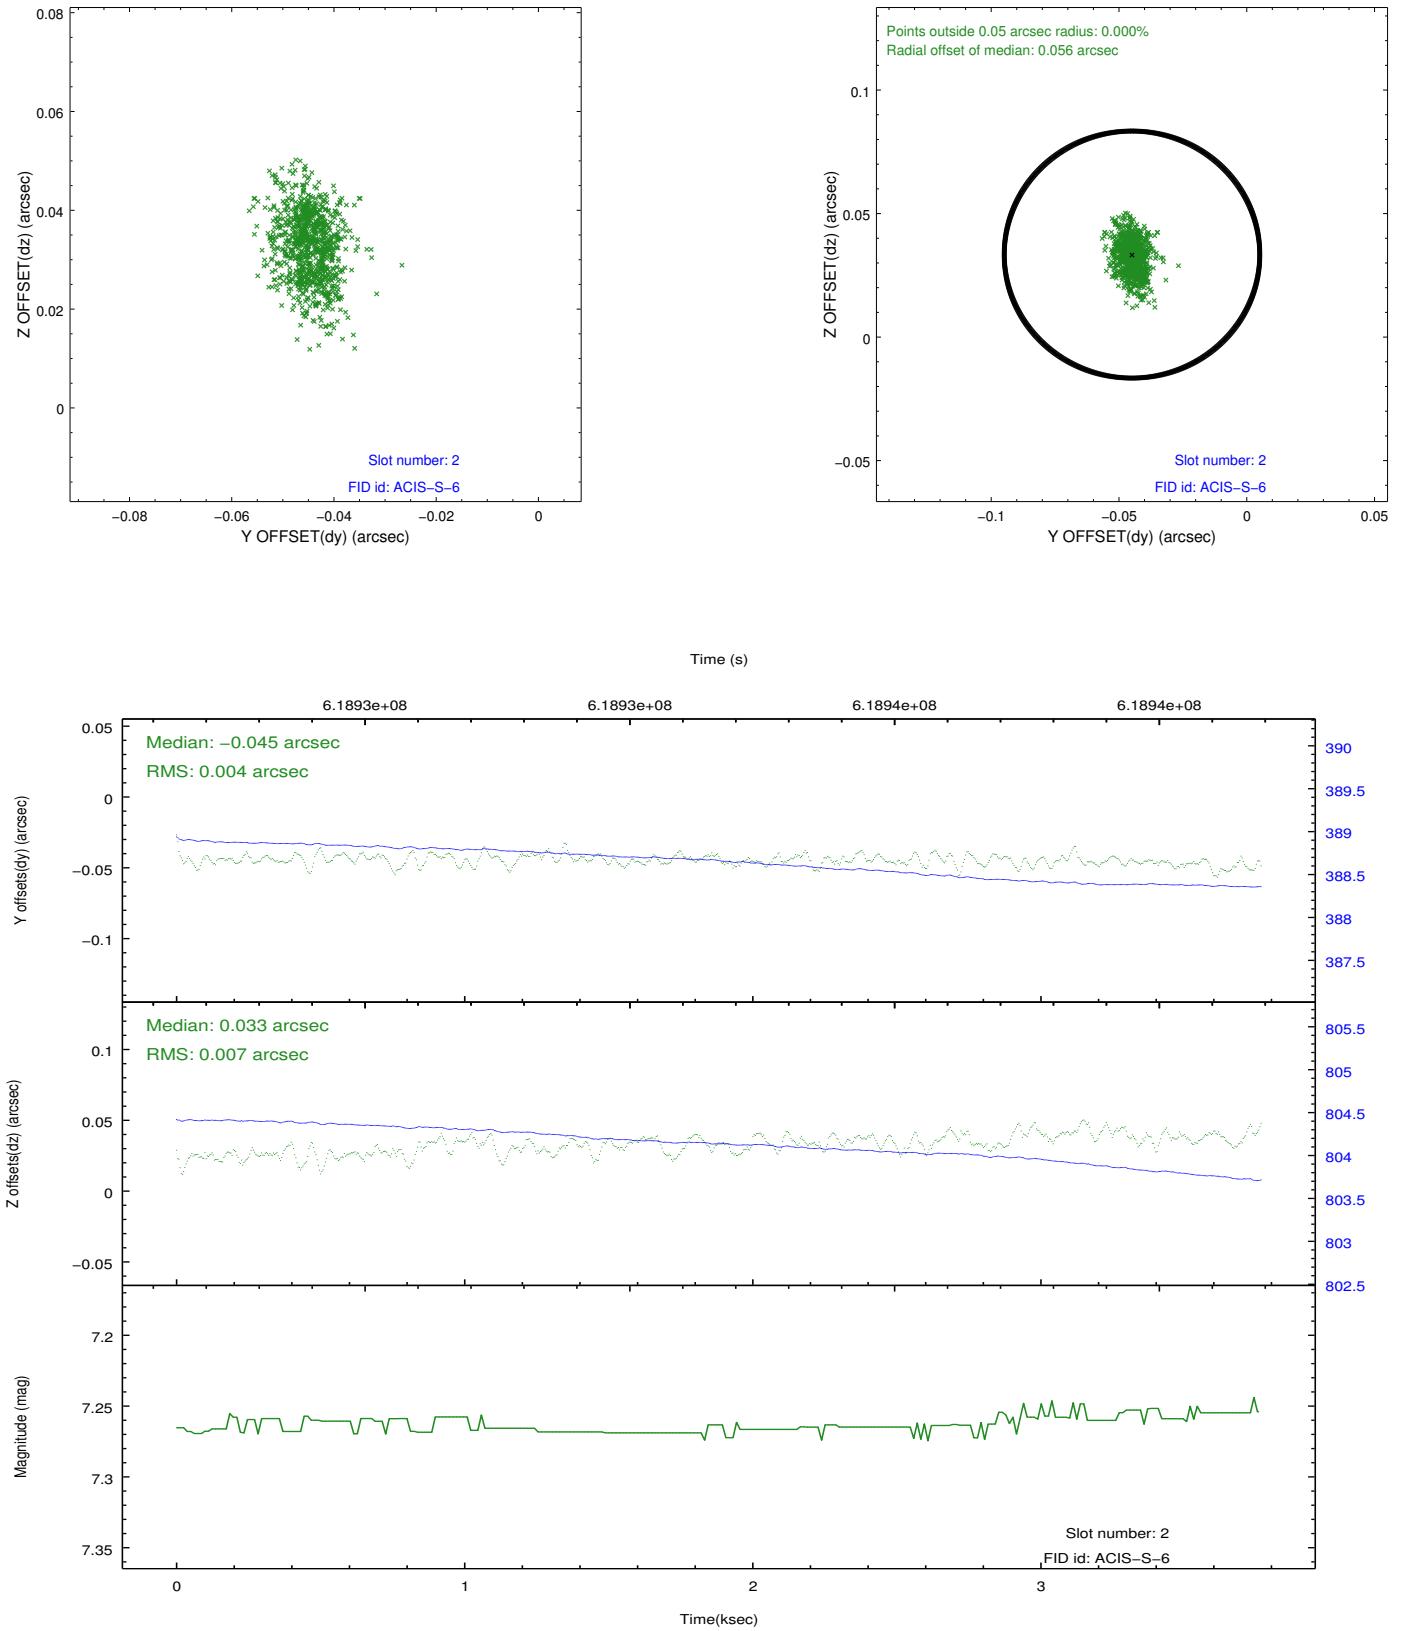 0.08
0.06
0.04
0.02
0
Z OFFSET(dz) (arcsec)
Slot number: 2
FID id: ACIS−S−6
−0.08 −0.06 −0.04 −0.02 0
Y OFFSET(dy) (arcsec)
Points outside 0.05 arcsec radius: 0.000%
Radial offset of median: 0.056 arcsec
0.1
0.05
0
−0.05
Z OFFSET(dz) (arcsec)
Slot number: 2
FID id: ACIS−S−6
−0.1 −0.05 0 0.05
Y OFFSET(dy) (arcsec)
Time (s)
6.1893e+08 6.1893e+08 6.1894e+08 6.1894e+08
Median: −0.045 arcsec
RMS: 0.004 arcsec
0.05
0
−0.05
−0.1
Y offsets(dy) (arcsec)
390
389.5
389
388.5
388
387.5
Median: 0.033 arcsec
RMS: 0.007 arcsec
0.1
0.05
0
−0.05
Z offsets(dz) (arcsec)
805.5
805
804.5
804
803.5
803
802.5
7.2
7.25
7.3
7.35
Magnitude (mag)
Slot number: 2
FID id: ACIS−S−6
0 1 2 3
Time(ksec)